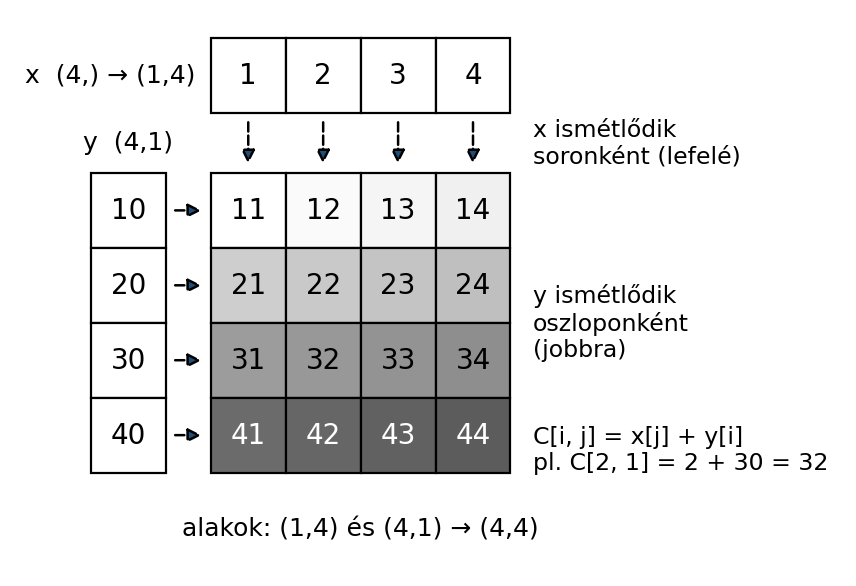 x (4,) → (1,4)
1 2 3 4
y (4,1)
x ismétlődik
soronként (lefelé)
10 11 12 13 14
20 21 22 23 24
30 31 32 33 34
40 41 42 43 44
y ismétlődik
oszloponként
(jobbra)
C[i, j] = x[j] + y[i]
pl. C[2, 1] = 2 + 30 = 32
alakok: (1,4) és (4,1) → (4,4)